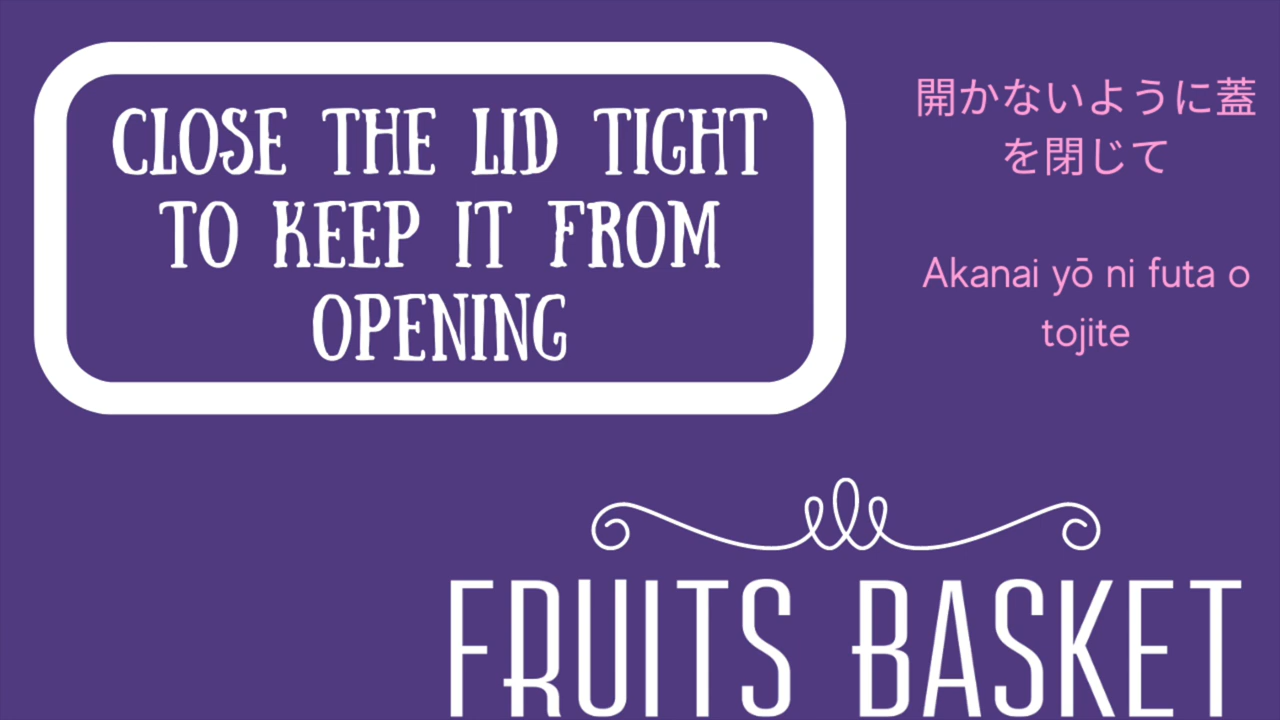 CLOSE THE LID TIGHT
TO KEEP IT FROM
OPENING
開かないように蓋
を閉じて
Akanai yō ni futa o
tojite
FRUITS BASKET